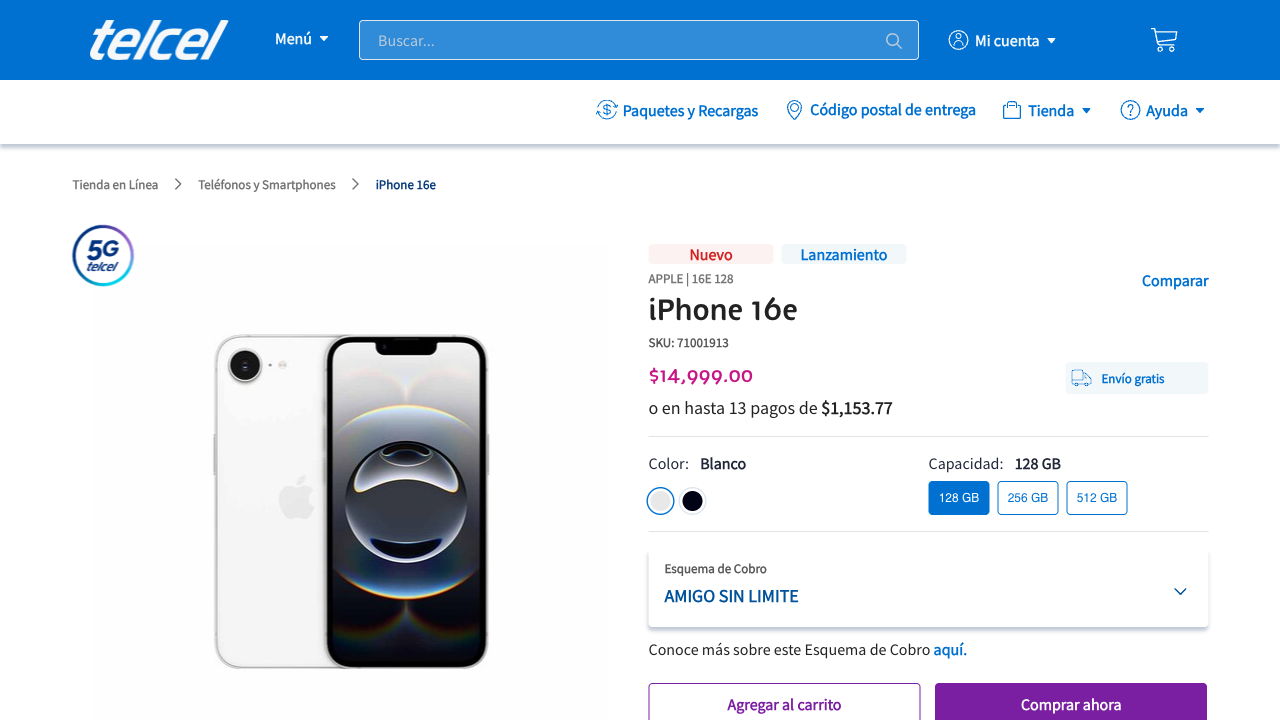 telcel
Menú
Buscar...
Mi cuenta
Paquetes y Recargas
Código postal de entrega
Tienda
Ayuda
Tienda en Línea
Teléfonos y Smartphones
iPhone 16e
5G
telcel
Nuevo
Lanzamiento
APPLE | 16E 128
Comparar
iPhone 16e
SKU: 71001913
$14,999.00
Envío gratis
o en hasta 13 pagos de $1,153.77
Color: Blanco
Capacidad: 128 GB
128 GB
256 GB
512 GB
Esquema de Cobro
AMIGO SIN LIMITE
Conoce más sobre este Esquema de Cobro aquí.
Agregar al carrito
Comprar ahora